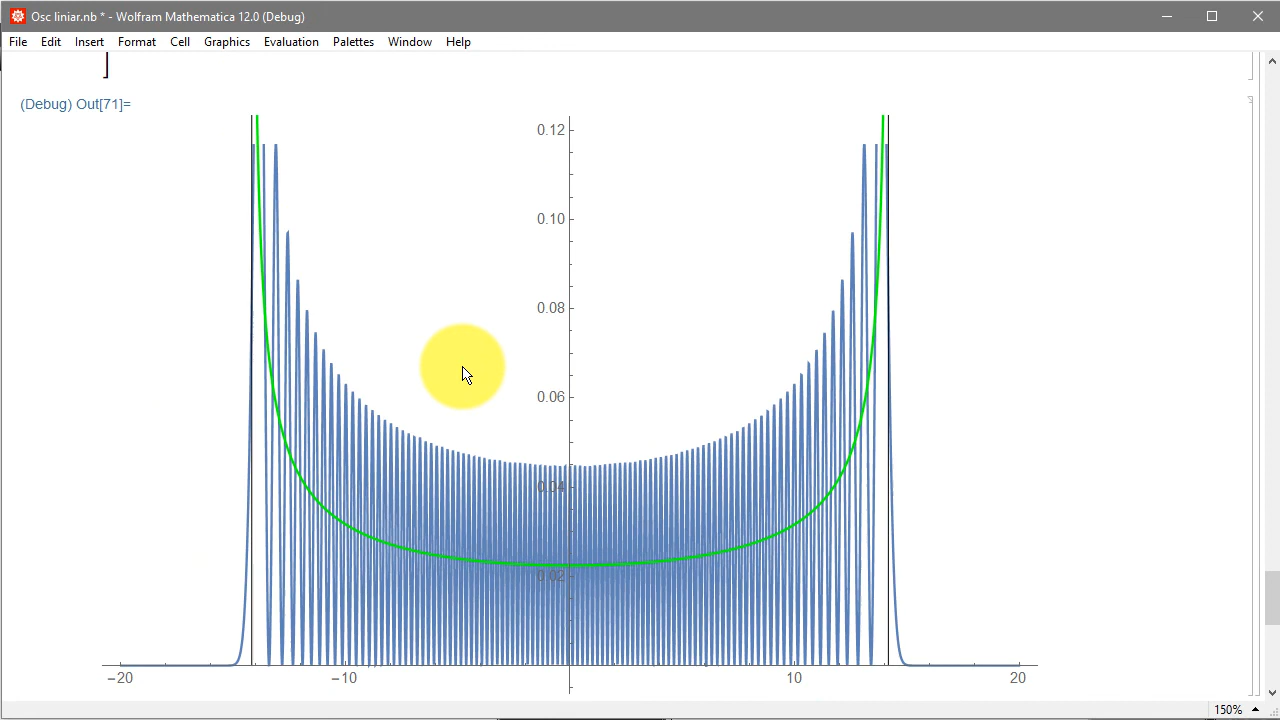 Osc liniar.nb * - Wolfram Mathematica 12.0 (Debug)
File Edit Insert Format Cell Graphics Evaluation Palettes Window Help
]
(Debug) Out[71]=
0.12
0.10
0.08
0.06
0.04
0.02
−20 −10 10 20
150%